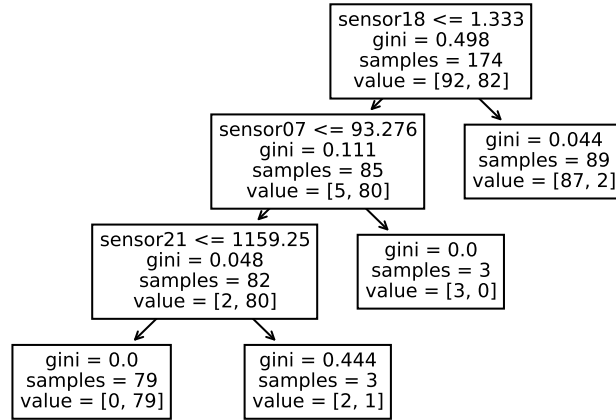 sensor18 <= 1.333
gini = 0.498
samples = 174
value = [92, 82]
sensor07 <= 93.276
gini = 0.111
samples = 85
value = [5, 80]
gini = 0.044
samples = 89
value = [87, 2]
sensor21 <= 1159.25
gini = 0.048
samples = 82
value = [2, 80]
gini = 0.0
samples = 3
value = [3, 0]
gini = 0.0
samples = 79
value = [0, 79]
gini = 0.444
samples = 3
value = [2, 1]